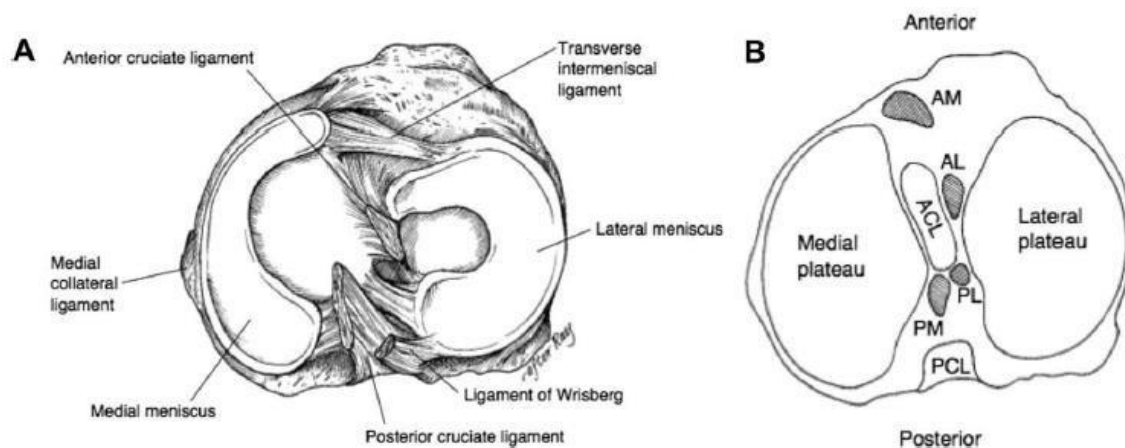 A
Anterior cruciate ligament
Transverse
intermeniscal
ligament
Lateral meniscus
Medial
collateral
ligament
Medial meniscus
Ligament of Wrisberg
Posterior cruciate ligament
B
Anterior
AM
AL
ACL
Medial
plateau
Lateral
plateau
PL
PM
PCL
Posterior